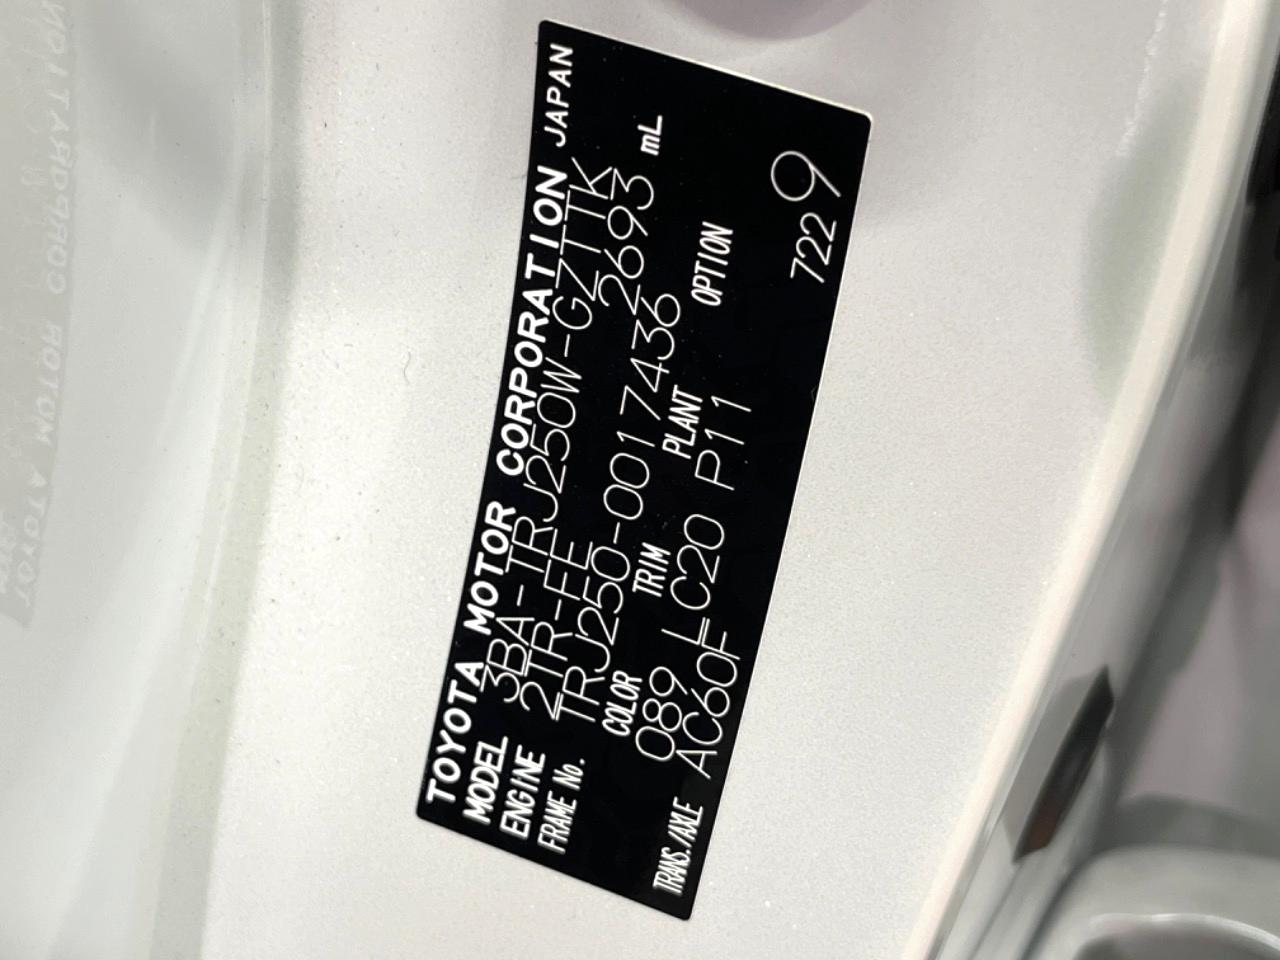 TOYOTA MOTOR CORPORATION JAPAN
MODEL 3BA-TRJ250W-GZTTK
ENGINE 2TR-FE 2693 mL
FRAME No. TRJ250-0017436
COLOR TRIM PLANT OPTION
089 LC20 P11
TRANS./AXLE AC60F
722 9